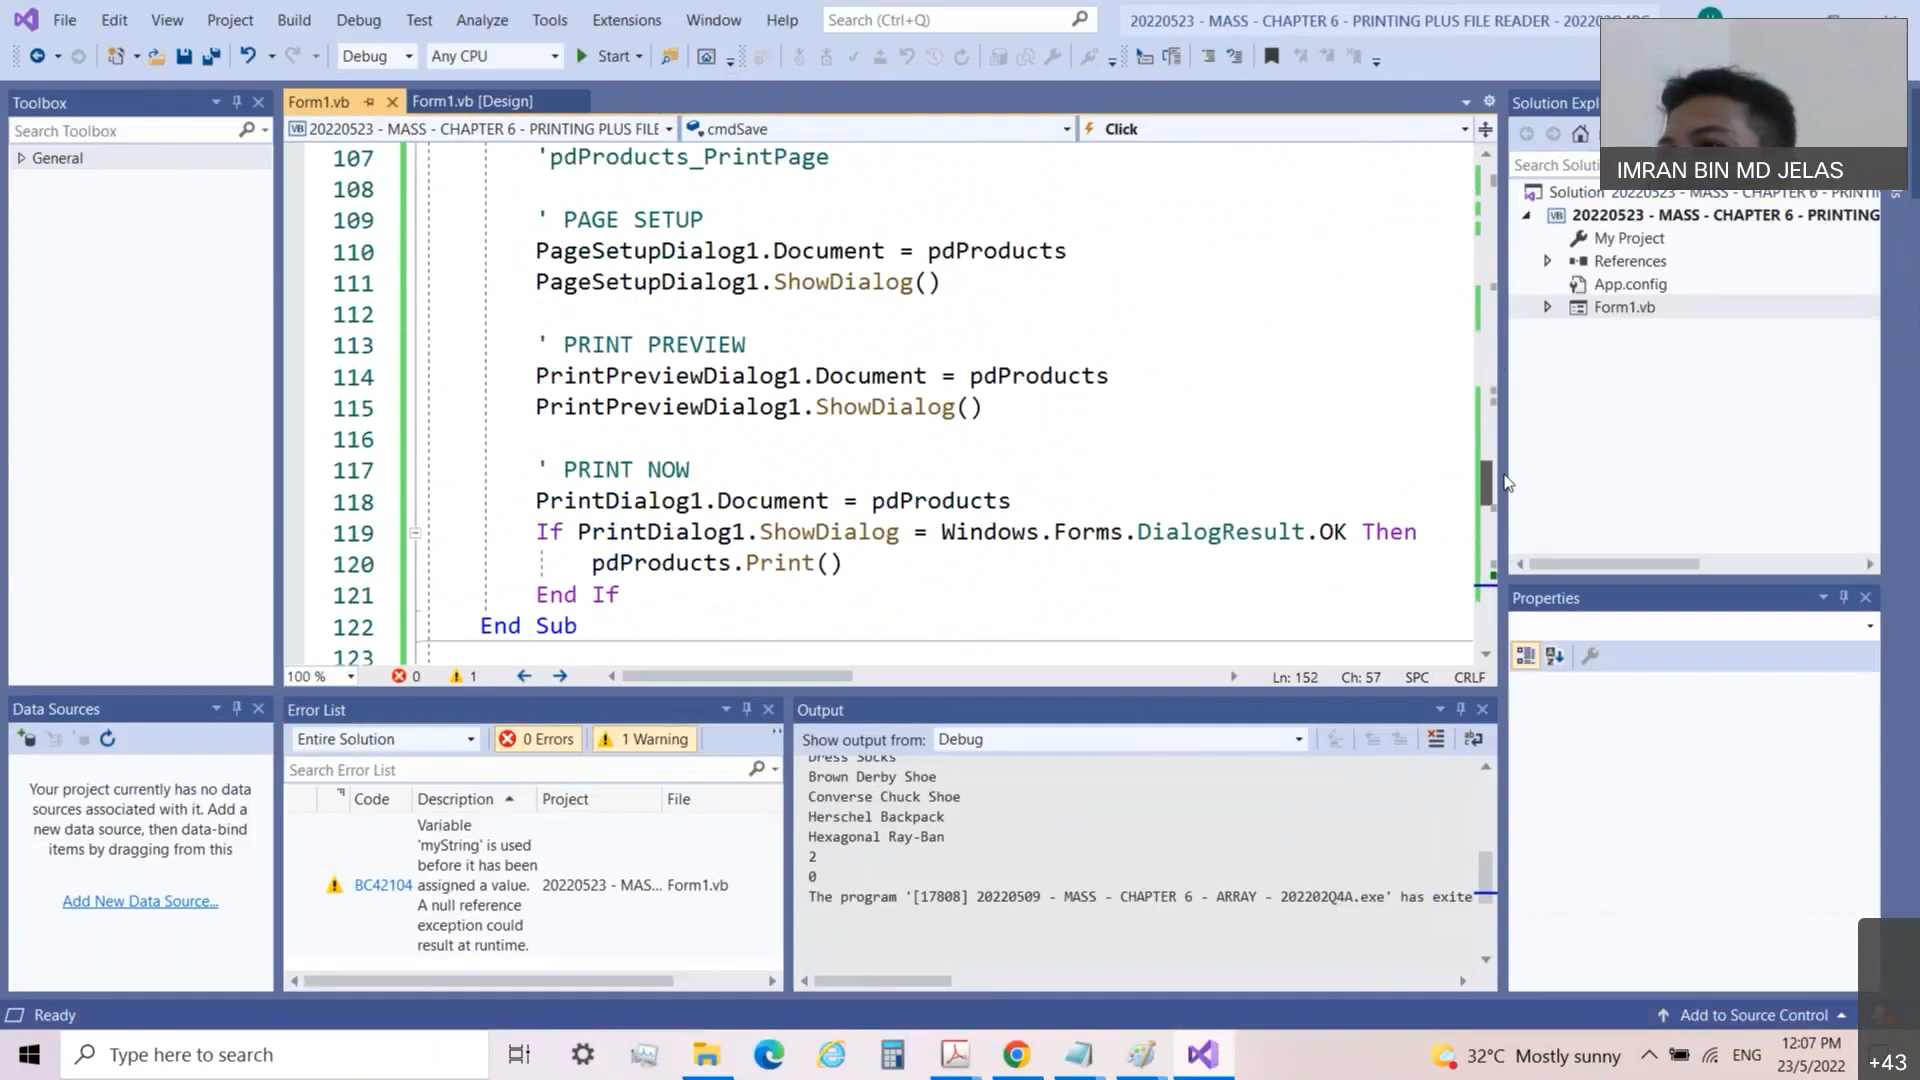 File Edit View Project Build Debug Test Analyze Tools Extensions Window Help Search (Ctrl+Q) 20220523 - MASS - CHAPTER 6 - PRINTING PLUS FILE READER
Debug Any CPU Start
Toolbox
Search Toolbox
General
Form1.vb Form1.vb [Design]
20220523 - MASS - CHAPTER 6 - PRINTING PLUS FILE cmdSave Click
107 'pdProducts_PrintPage
108
109 ' PAGE SETUP
110 PageSetupDialog1.Document = pdProducts
111 PageSetupDialog1.ShowDialog()
112
113 ' PRINT PREVIEW
114 PrintPreviewDialog1.Document = pdProducts
115 PrintPreviewDialog1.ShowDialog()
116
117 ' PRINT NOW
118 PrintDialog1.Document = pdProducts
119 If PrintDialog1.ShowDialog = Windows.Forms.DialogResult.OK Then
120 pdProducts.Print()
121 End If
122 End Sub
123
100 % 0 1 Ln: 152 Ch: 57 SPC CRLF
Solution Expl
Search Soluti
IMRAN BIN MD JELAS
Solution 20220523 - MASS - CHAPTER 6 - PRINTI
20220523 - MASS - CHAPTER 6 - PRINTING
My Project
References
App.config
Form1.vb
Properties
Data Sources
Your project currently has no data
sources associated with it. Add a
new data source, then data-bind
items by dragging from this
Add New Data Source...
Error List
Entire Solution 0 Errors 1 Warning
Search Error List
Code Description Project File
Variable
'myString' is used
before it has been
BC42104 assigned a value. 20220523 - MAS... Form1.vb
A null reference
exception could
result at runtime.
Output
Show output from: Debug
Dress Socks
Brown Derby Shoe
Converse Chuck Shoe
Herschel Backpack
Hexagonal Ray-Ban
2
0
The program '[17808] 20220509 - MASS - CHAPTER 6 - ARRAY - 202202Q4A.exe' has exite
Ready Add to Source Control
Type here to search 32°C Mostly sunny ENG 12:07 PM
23/5/2022
+43